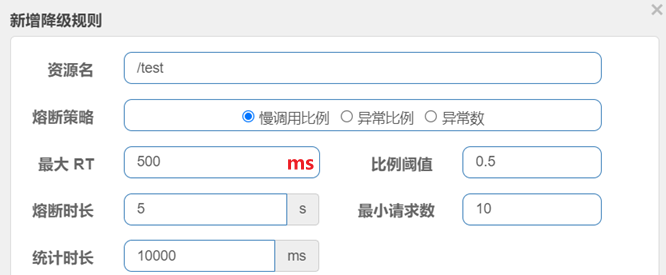 新增降级规则
资源名 /test
熔断策略 慢调用比例 异常比例 异常数
最大 RT 500 ms 比例阈值 0.5
熔断时长 5 s 最小请求数 10
统计时长 10000 ms